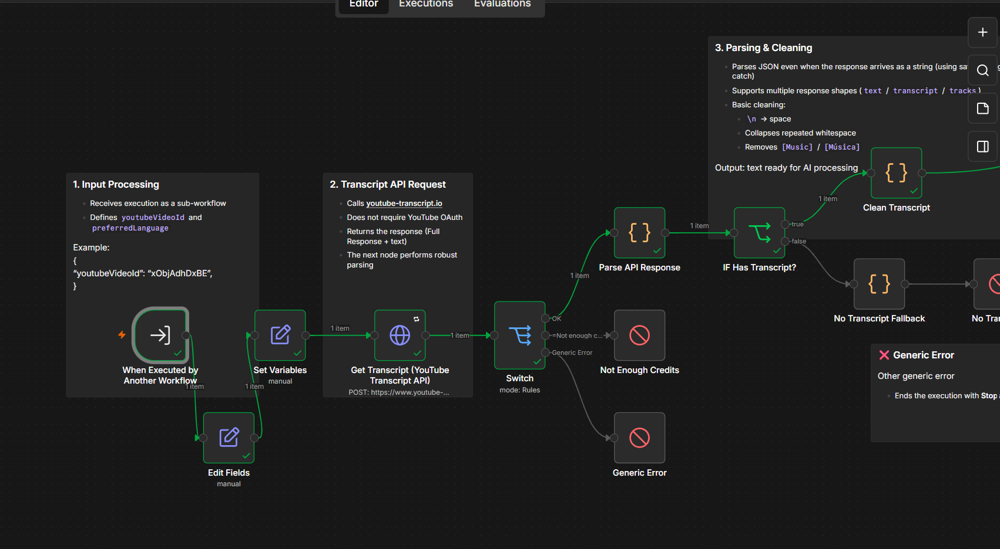 Editor
Executions
Evaluations
3. Parsing & Cleaning
Parses JSON even when the response arrives as a string (using
catch)
Supports multiple response shapes ( text / transcript / tracks )
Basic cleaning:
\n → space
Collapses repeated whitespace
Removes [Music] / [Música]
Output: text ready for AI processing
1 item
Clean Transcript
1. Input Processing
Receives execution as a sub-workflow
Defines youtubeVideoId and
preferredLanguage
Example:
{
“youtubeVideoId”: “xObjAdhDxBE”,
}
2. Transcript API Request
Calls youtube-transcript.io
Does not require YouTube OAuth
Returns the response (Full
Response + text)
The next node performs robust
parsing
When Executed by
Another Workflow
1 item
1 item
Edit Fields
manual
Set Variables
manual
1 item
Get Transcript (YouTube
Transcript API)
POST: https://www.youtube-...
1 item
Switch
mode: Rules
OK
=Not enough c...
Generic Error
1 item
Parse API Response
1 item
IF Has Transcript?
true
false
No Transcript Fallback
No
Not Enough Credits
Generic Error
Generic Error
Other generic error
Ends the execution with Stop